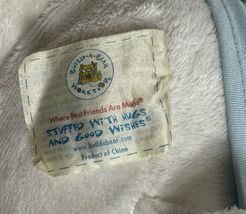 BUILD-A-BEAR
WORKSHOP®
Where Best Friends Are Made®
STUFFED WITH HUGS
AND GOOD WISHES®
www.buildabear.com
Product of China